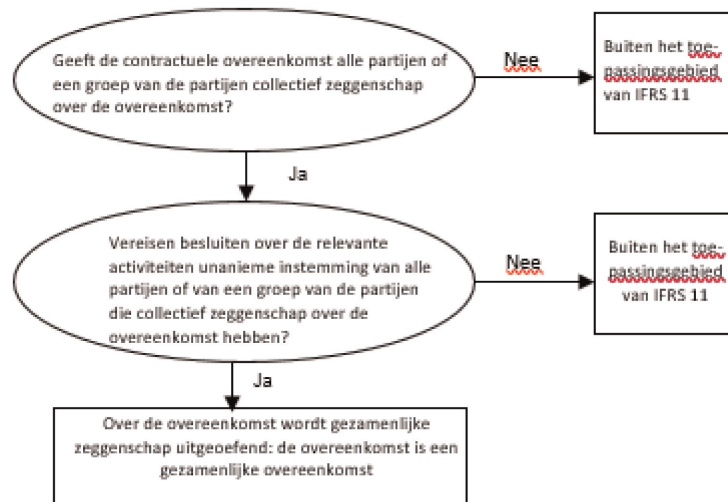 Geeft de contractuele overeenkomst alle partijen of
een groep van de partijen collectief zeggenschap
over de overeenkomst?
Nee
Buiten het toe-
passingsgebied
van IFRS 11
Ja
Vereisen besluiten over de relevante
activiteiten unanieme instemming van alle
partijen of van een groep van de partijen
die collectief zeggenschap over de
overeenkomst hebben?
Nee
Buiten het toe-
passingsgebied
van IFRS 11
Ja
Over de overeenkomst wordt gezamenlijke
zeggenschap uitgeoefend: de overeenkomst is een
gezamenlijke overeenkomst